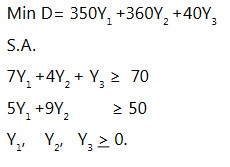 Min D= 350Y₁ +360Y₂ +40Y₃
S.A.
7Y₁ +4Y₂ + Y₃ ≥ 70
5Y₁ +9Y₂ ≥ 50
Y₁, Y₂, Y₃ ≥ 0.